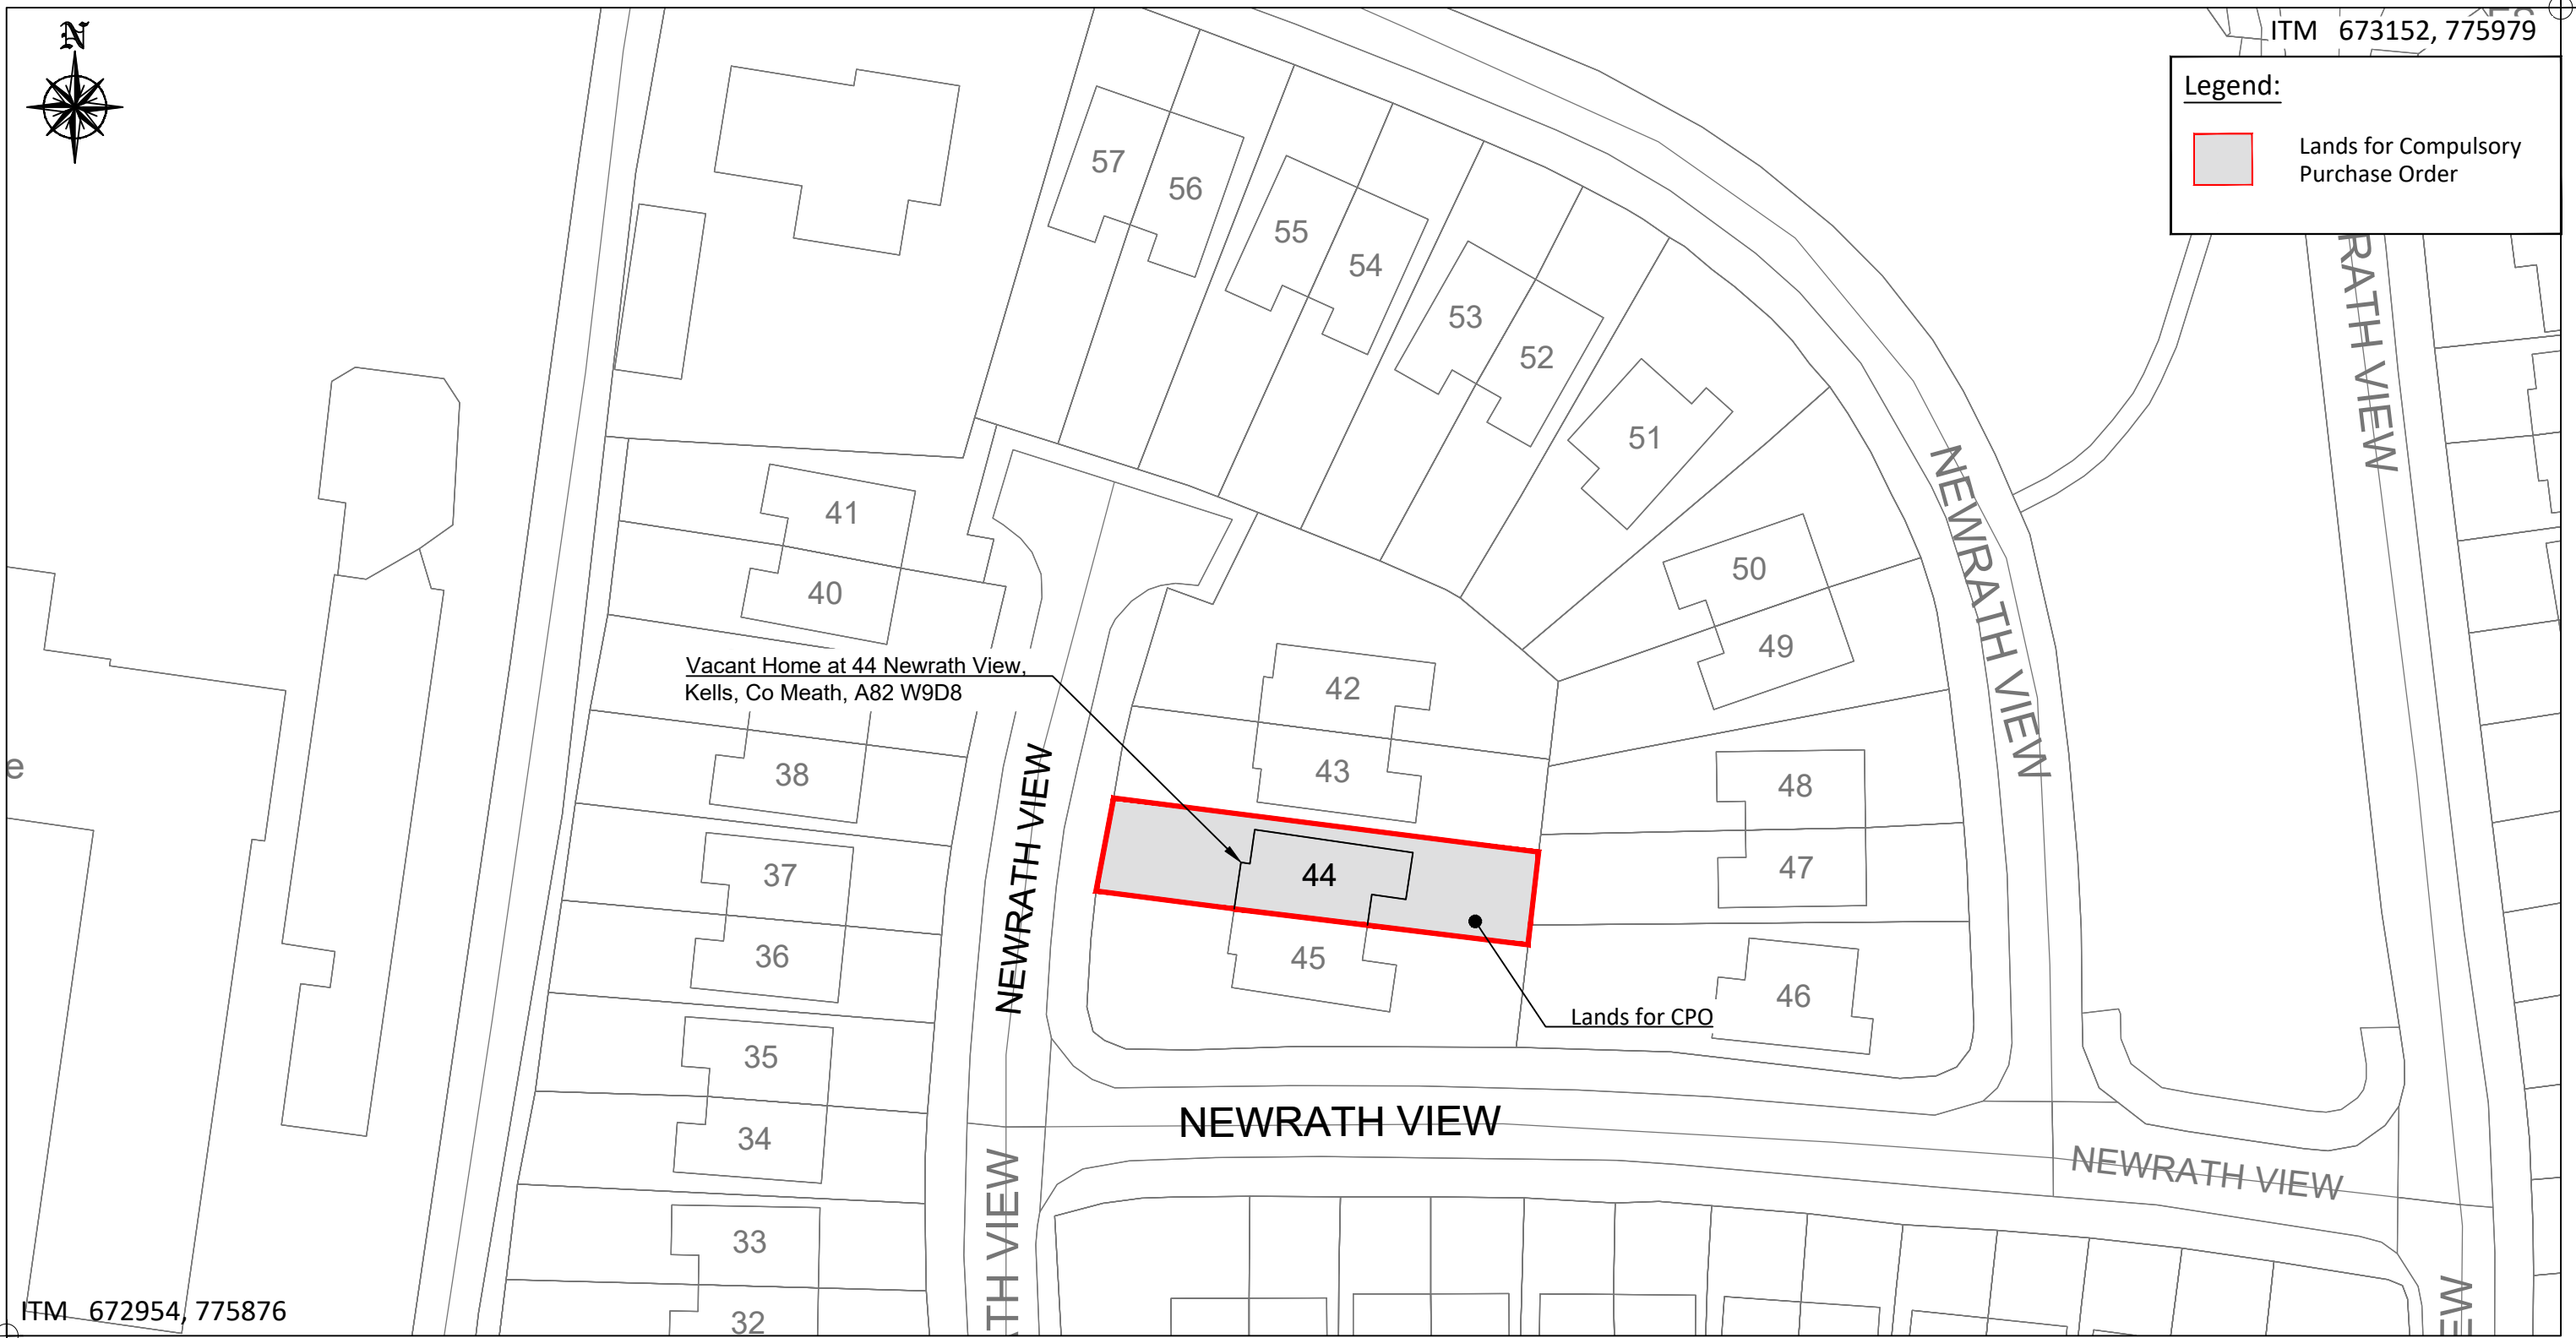 N
ITM 673152, 775979
Legend:
Lands for Compulsory
Purchase Order
57
56
55
54
53
52
51
50
49
48
47
46
41
40
42
43
44
45
38
37
36
35
34
33
32
Vacant Home at 44 Newrath View,
Kells, Co Meath, A82 W9D8
Lands for CPO
NEWRATH VIEW
NEWRATH VIEW
NEWRATH VIEW
NEWRATH VIEW
RATH VIEW
TH VIEW
EW
e
ITM 672954, 775876